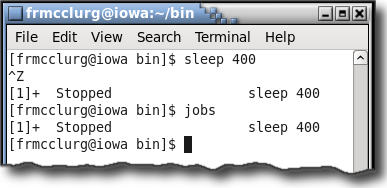 frmcclurg@iowa:~/bin
File Edit View Search Terminal Help
[frmcclurg@iowa bin]$ sleep 400
^Z
[1]+  Stopped                 sleep 400
[frmcclurg@iowa bin]$ jobs
[1]+  Stopped                 sleep 400
[frmcclurg@iowa bin]$